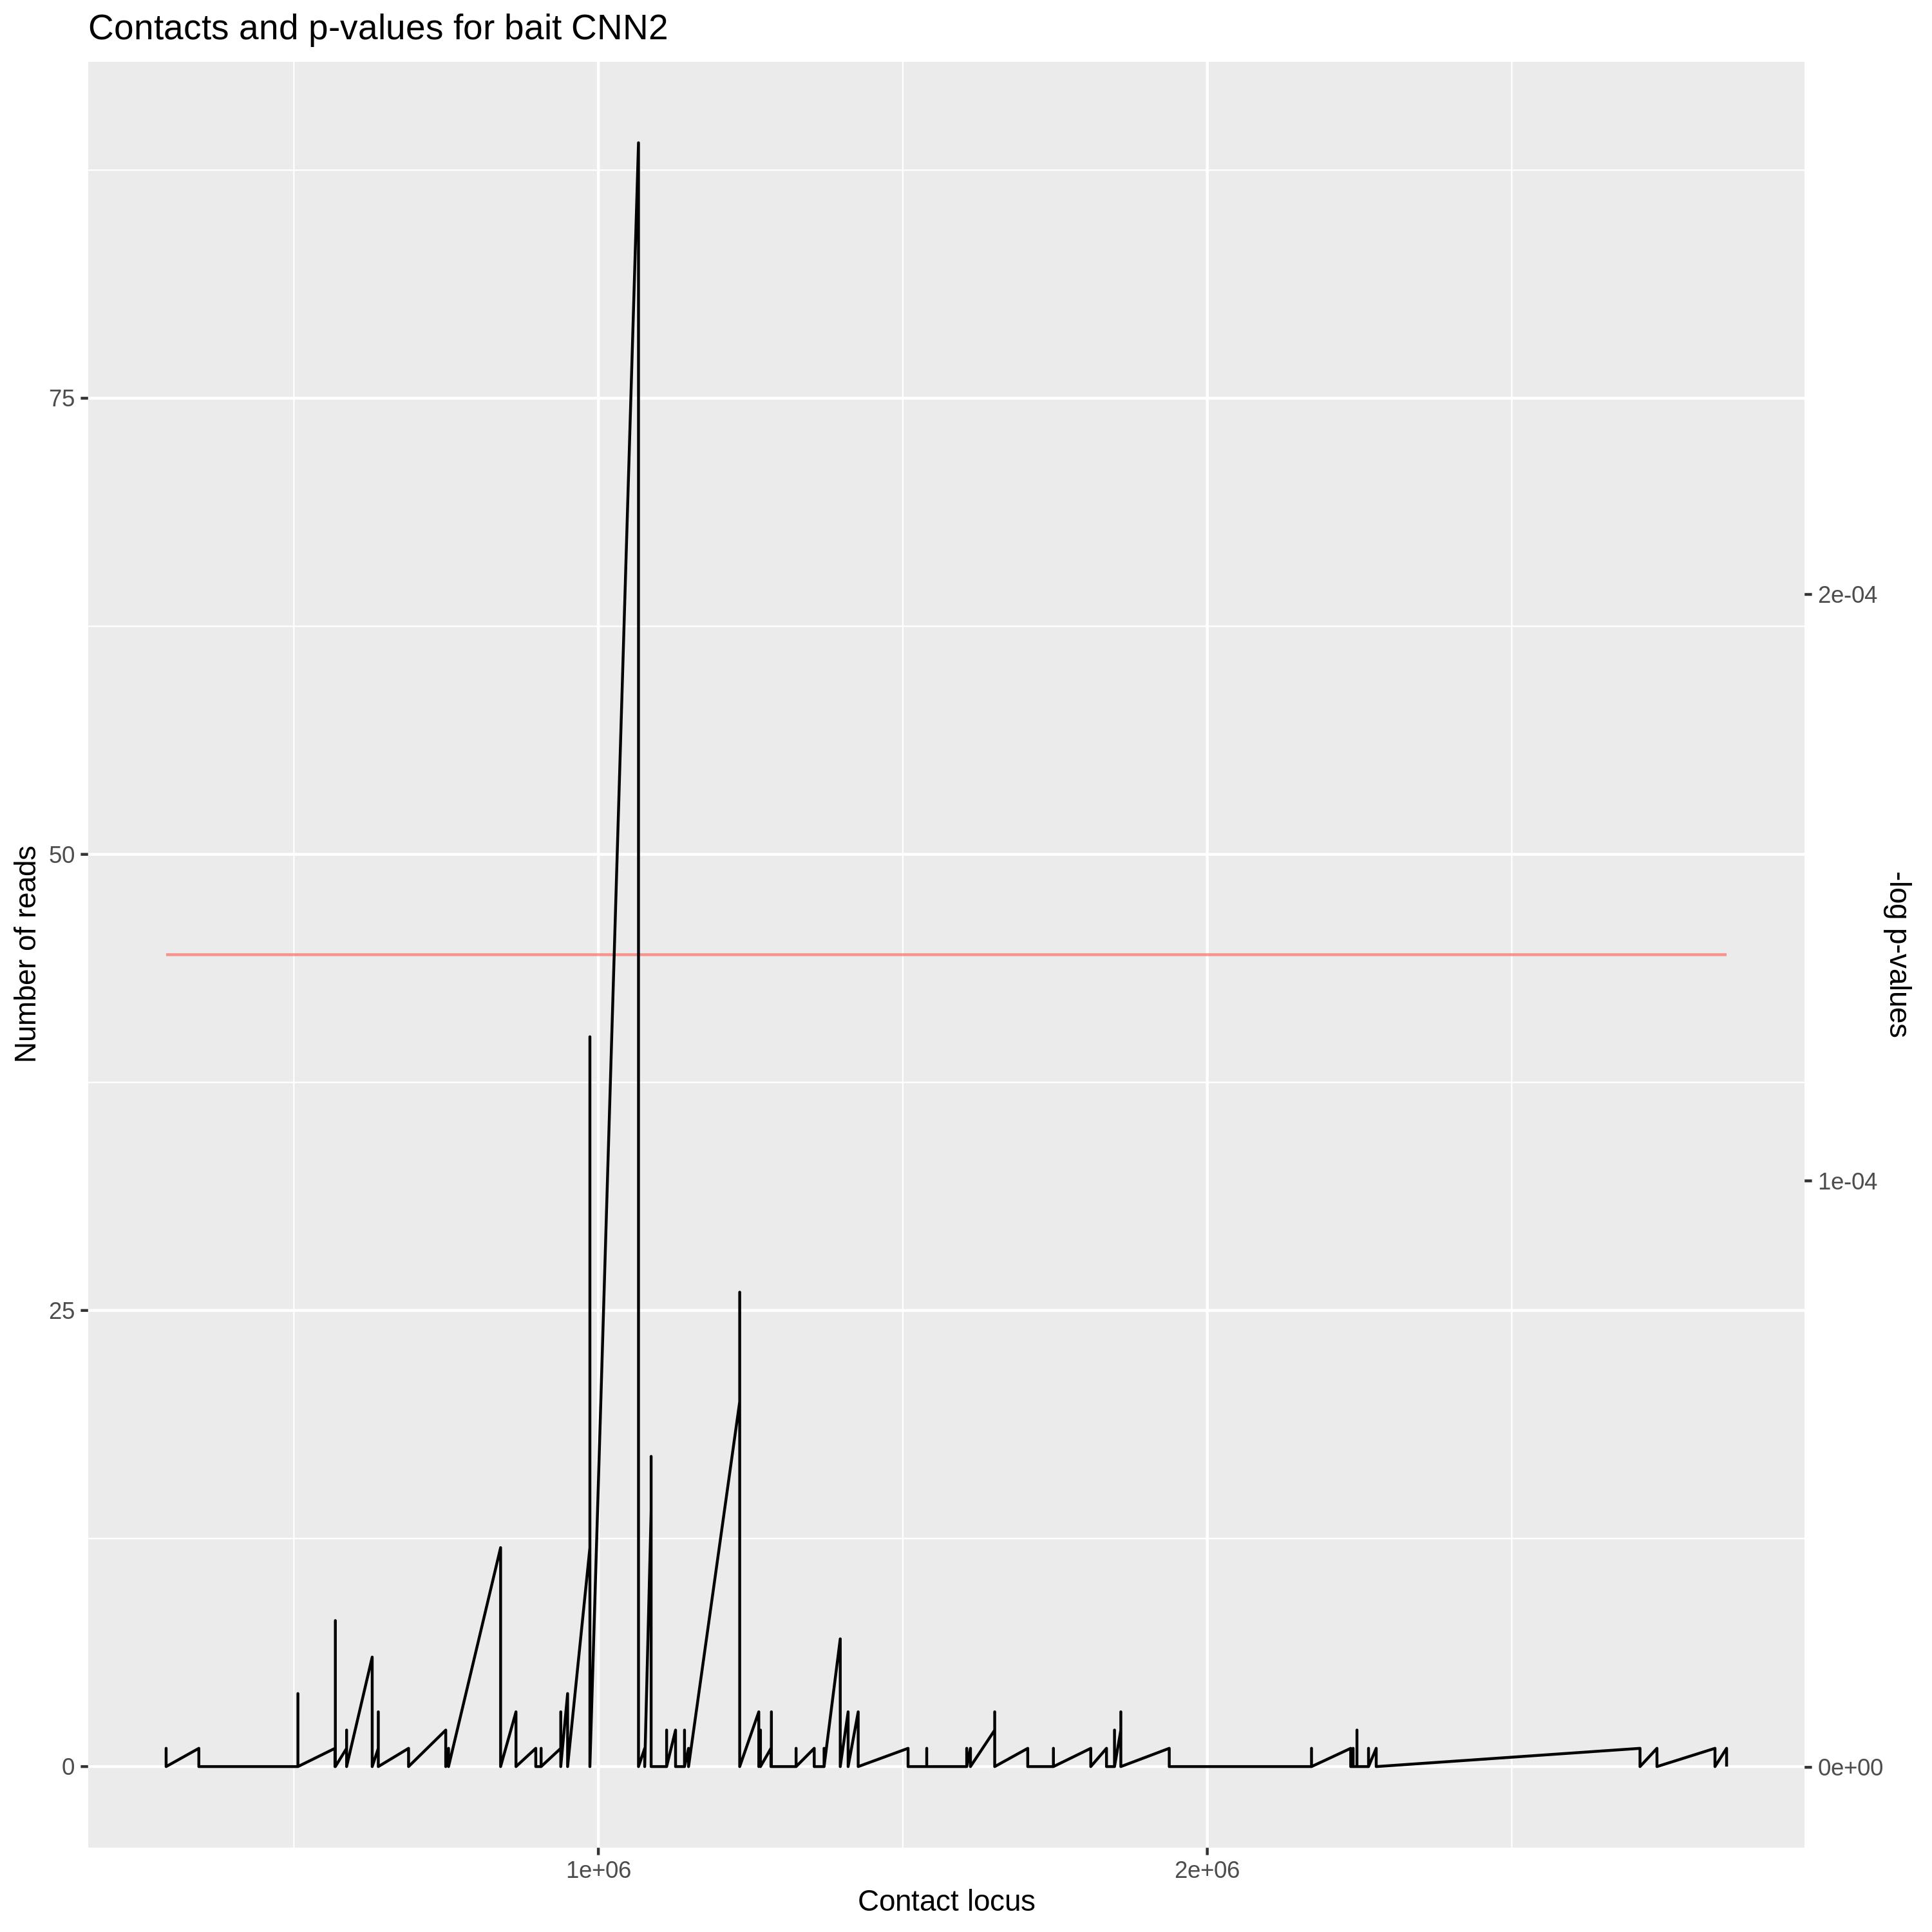 Contacts and p-values for bait CNN2
Number of reads
75
50
25
0
2e-04
1e-04
0e+00
-log p-values
1e+06
2e+06
Contact locus